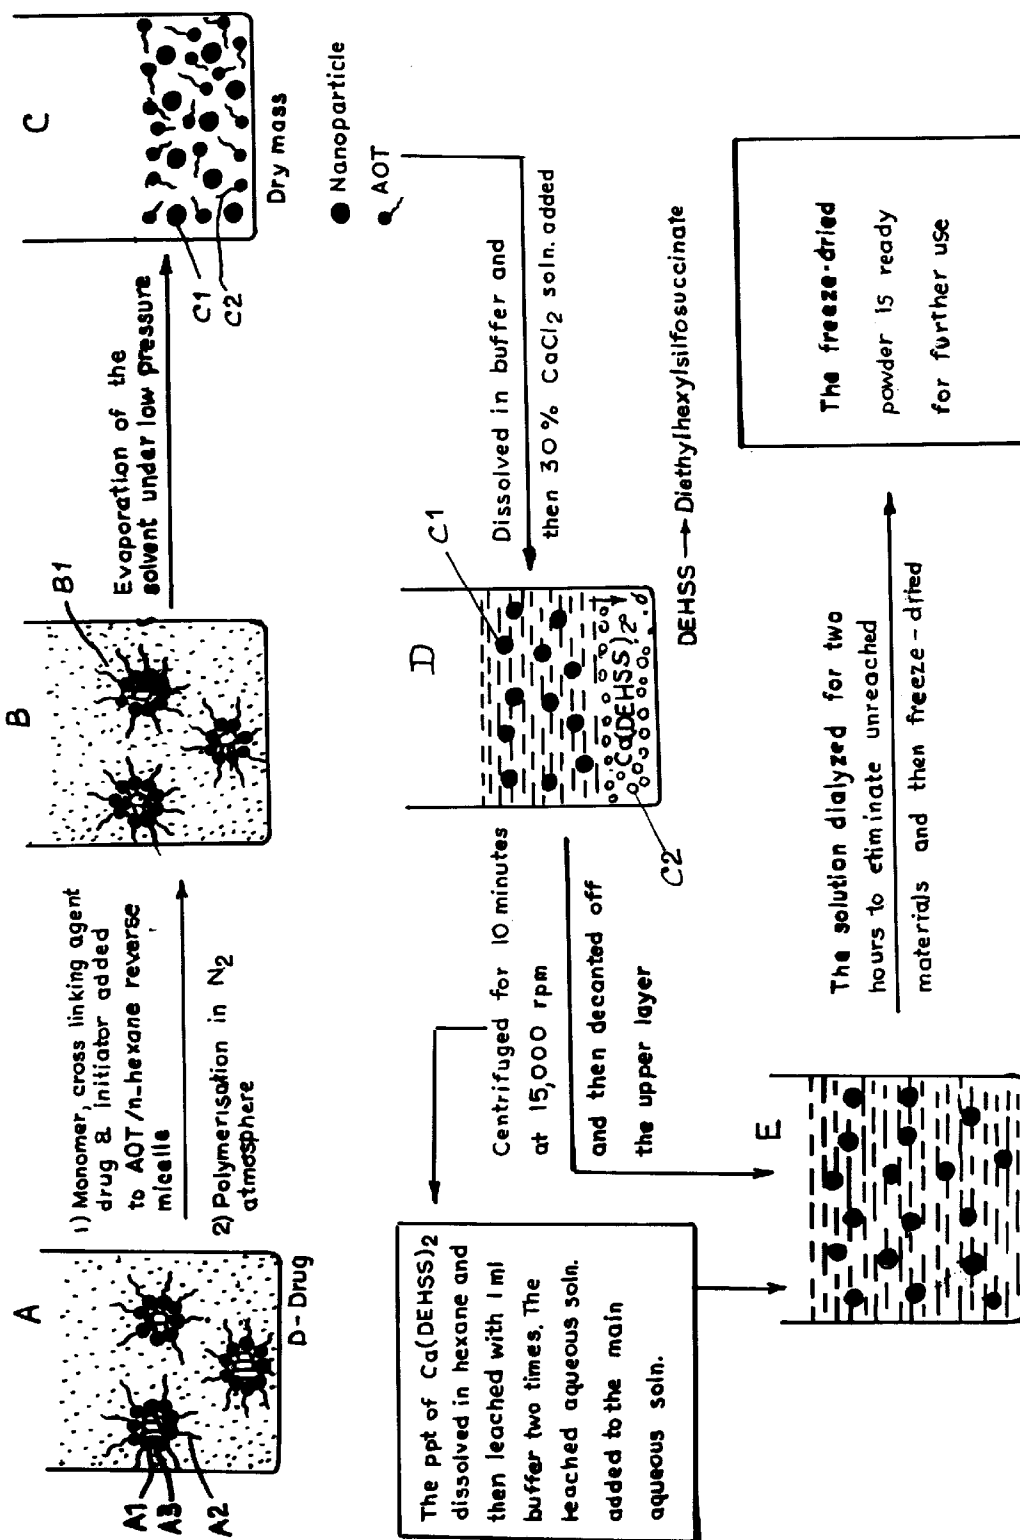 A
A1
A3
A2
D-Drug
1) Monomer, cross linking agent
drug & initiator added
to AOT/n-hexane reverse
micelle
2) Polymerisation in N2
atmosphere
B
B1
Evaporation of the
solvent under low pressure
C
C1
C2
Dry mass
Nanoparticle
AOT
Dissolved in buffer and
then 30% CaCl2 soln. added
D
C1
Ca(DEHSS)2
C2
DEHSS → Diethylhexylsilfosuccinate
Centrifuged for 10 minutes
at 15,000 rpm
and then decanted off
the upper layer
The ppt of Ca(DEHSS)2
dissolved in hexane and
then leached with 1 ml
buffer two times. The
leached aqueous soln.
added to the main
aqueous soln.
E
The solution dialyzed for two
hours to eliminate unreached
materials and then freeze-dried
The freeze-dried
powder is ready
for further use